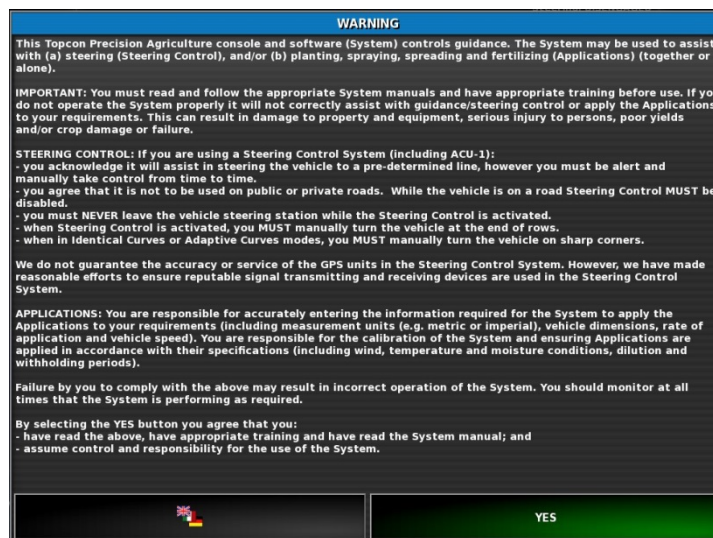 WARNING
This Topcon Precision Agriculture console and software (System) controls guidance. The System may be used to assist
with (a) steering (Steering Control), and/or (b) planting, spraying, spreading and fertilizing (Applications) (together or
alone).
IMPORTANT: You must read and follow the appropriate System manuals and have appropriate training before use. If yo
do not operate the System properly it will not correctly assist with guidance/steering control or apply the Applications
to your requirements. This can result in damage to property and equipment, serious injury to persons, poor yields
and/or crop damage or failure.
STEERING CONTROL: If you are using a Steering Control System (including ACU-1):
- you acknowledge it will assist in steering the vehicle to a pre-determined line, however you must be alert and
manually take control from time to time.
- you agree that it is not to be used on public or private roads.  While the vehicle is on a road Steering Control MUST be
disabled.
- you must NEVER leave the vehicle steering station while the Steering Control is activated.
- when Steering Control is activated, you MUST manually turn the vehicle at the end of rows.
- when in Identical Curves or Adaptive Curves modes, you MUST manually turn the vehicle on sharp corners.
We do not guarantee the accuracy or service of the GPS units in the Steering Control System. However, we have made
reasonable efforts to ensure reputable signal transmitting and receiving devices are used in the Steering Control
System.
APPLICATIONS: You are responsible for accurately entering the information required for the System to apply the
Applications to your requirements (including measurement units (e.g. metric or imperial), vehicle dimensions, rate of
application and vehicle speed). You are responsible for the calibration of the System and ensuring Applications are
applied in accordance with their specifications (including wind, temperature and moisture conditions, dilution and
withholding periods).
Failure by you to comply with the above may result in incorrect operation of the System. You should monitor at all
times that the System is performing as required.
By selecting the YES button you agree that you:
- have read the above, have appropriate training and have read the System manual; and
- assume control and responsibility for the use of the System.
YES